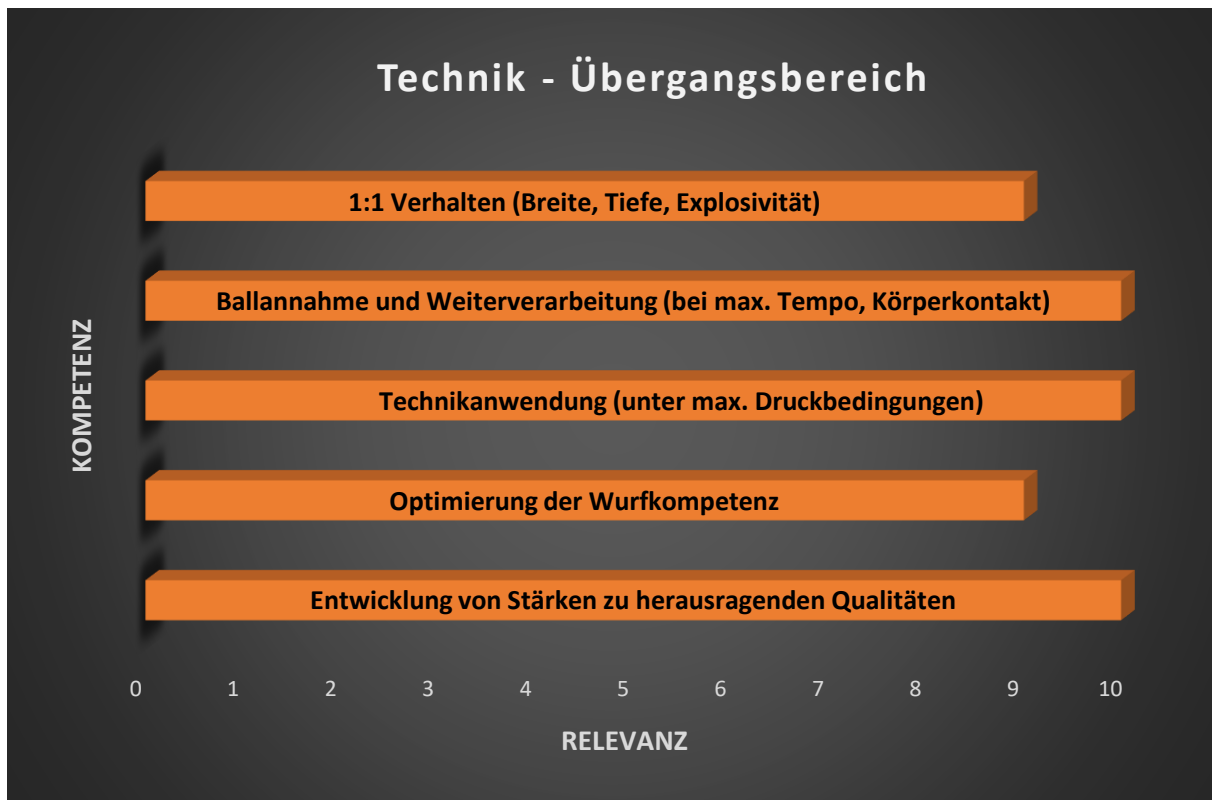 Technik - Übergangsbereich
1:1 Verhalten (Breite, Tiefe, Explosivität)
Ballannahme und Weiterverarbeitung (bei max. Tempo, Körperkontakt)
Technikanwendung (unter max. Druckbedingungen)
Optimierung der Wurfkompetenz
Entwicklung von Stärken zu herausragenden Qualitäten
KOMPETENZ
0 1 2 3 4 5 6 7 8 9 10
RELEVANZ